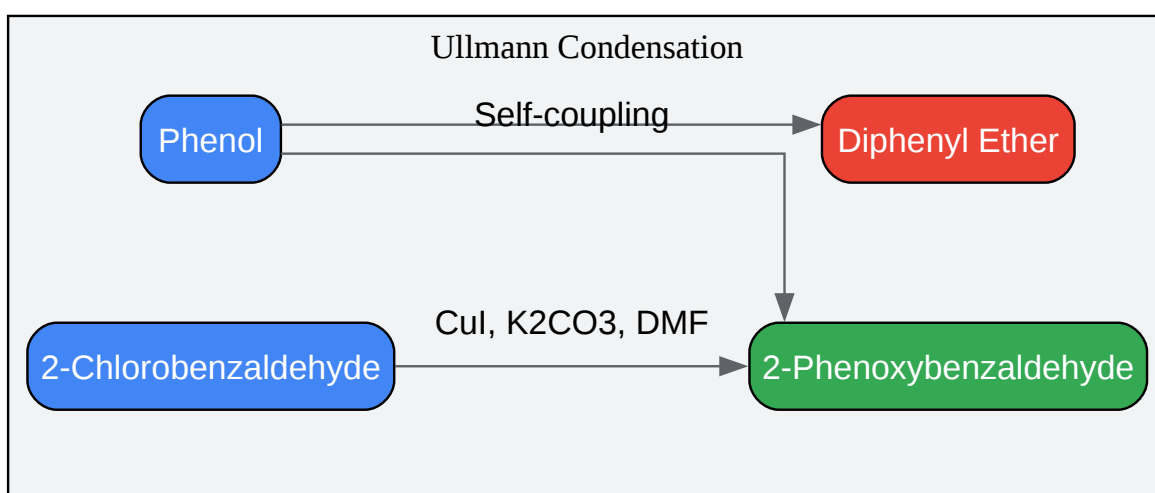 Ullmann Condensation
Phenol
Self-coupling
Diphenyl Ether
CuI, K2CO3, DMF
2-Chlorobenzaldehyde
2-Phenoxybenzaldehyde